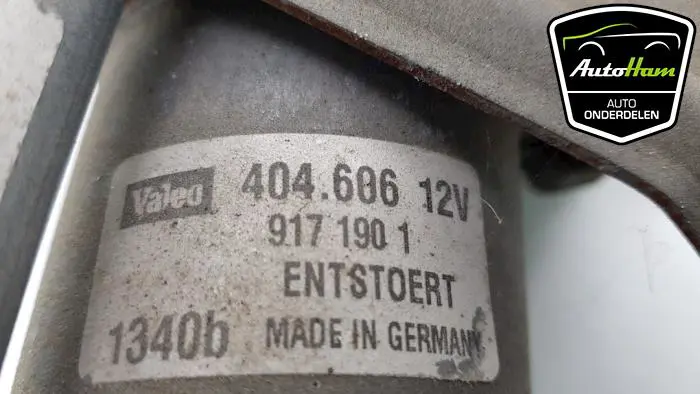 AutoHam
AUTO
ONDERDELEN
Valeo 404.606 12V
917 190 1
ENTSTOERT
1340b MADE IN GERMANY